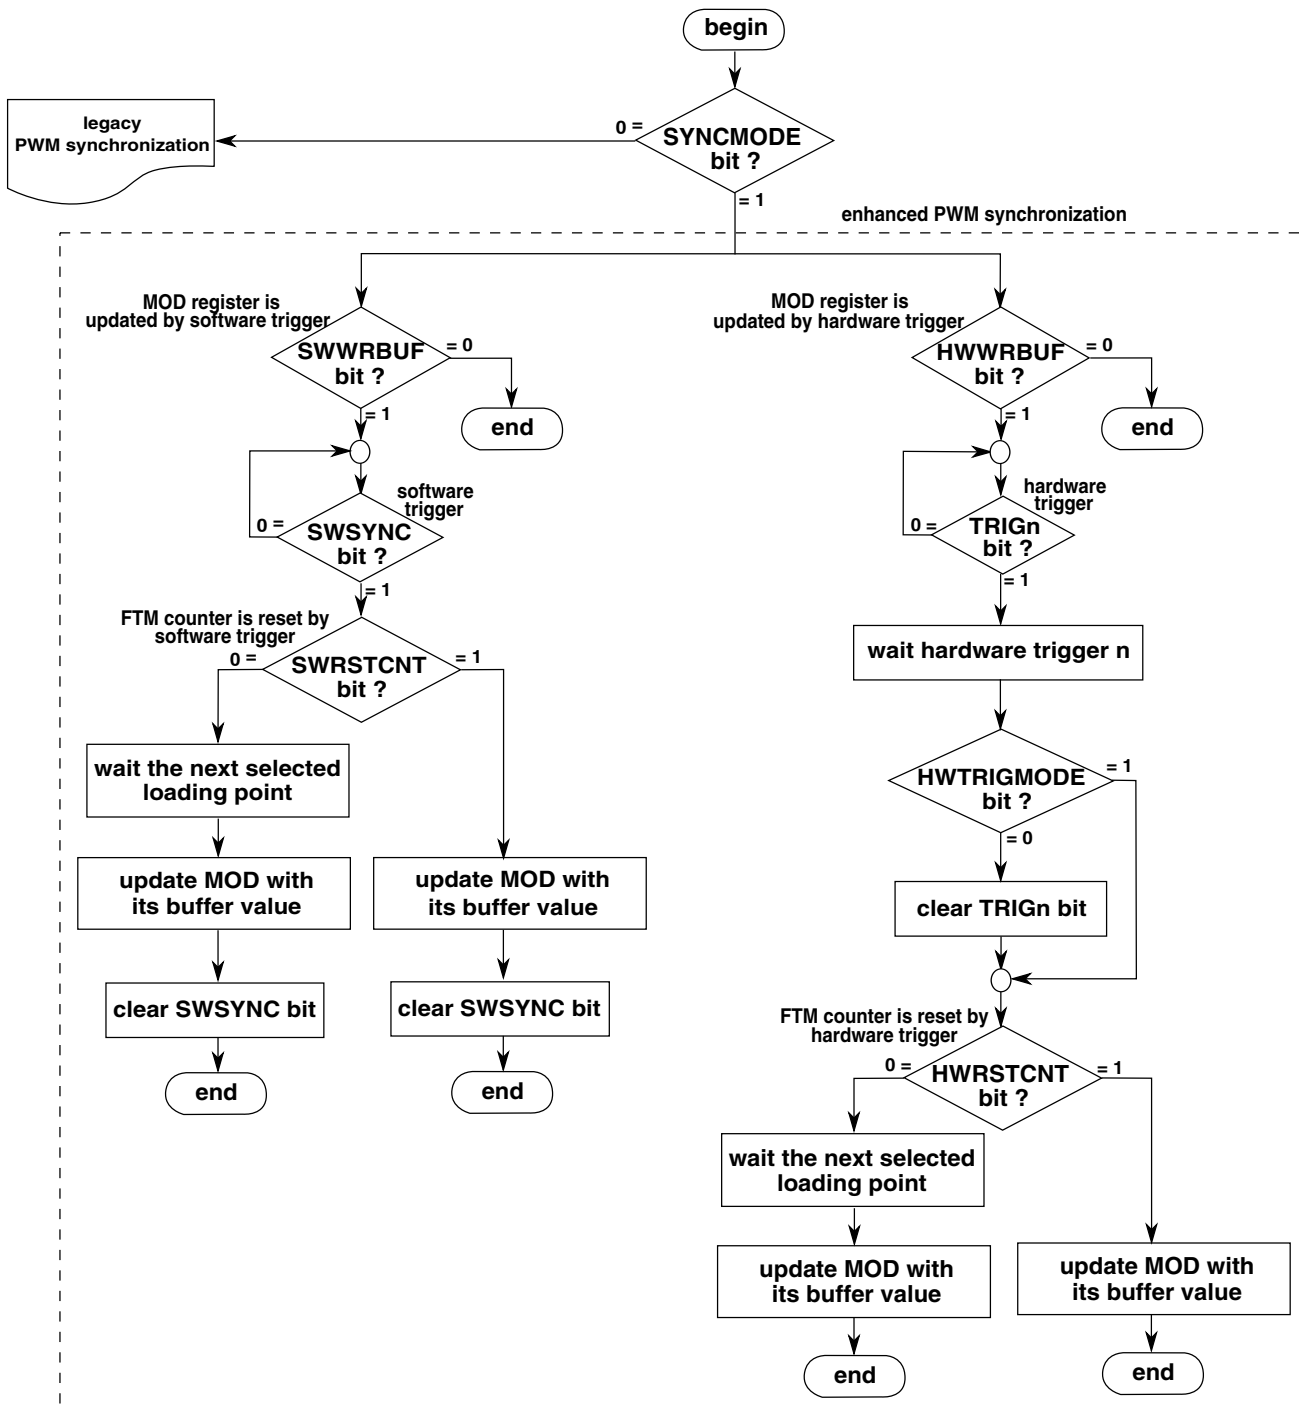 begin
legacy
PWM synchronization
0 =
SYNCMODE
bit ?
= 1
enhanced PWM synchronization
MOD register is
updated by software trigger
SWWRBUF
bit ?
= 0
end
= 1
software
trigger
0 =
SWSYNC
bit ?
= 1
FTM counter is reset by
software trigger
0 =
SWRSTCNT
bit ?
= 1
wait the next selected
loading point
update MOD with
its buffer value
clear SWSYNC bit
end
update MOD with
its buffer value
clear SWSYNC bit
end
MOD register is
updated by hardware trigger
HWWRBUF
bit ?
= 0
end
= 1
hardware
trigger
0 =
TRIGn
bit ?
= 1
wait hardware trigger n
HWTRIGMODE
bit ?
= 1
= 0
clear TRIGn bit
FTM counter is reset by
hardware trigger
0 =
HWRSTCNT
bit ?
= 1
wait the next selected
loading point
update MOD with
its buffer value
end
update MOD with
its buffer value
end